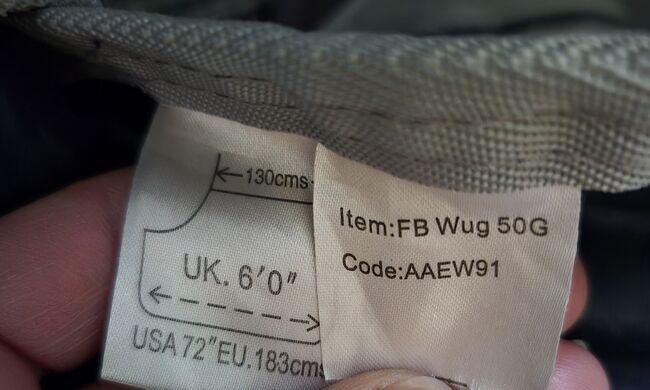 130cms
UK. 6'0"
USA 72" EU.183cms
Item:FB Wug 50G
Code:AAEW91